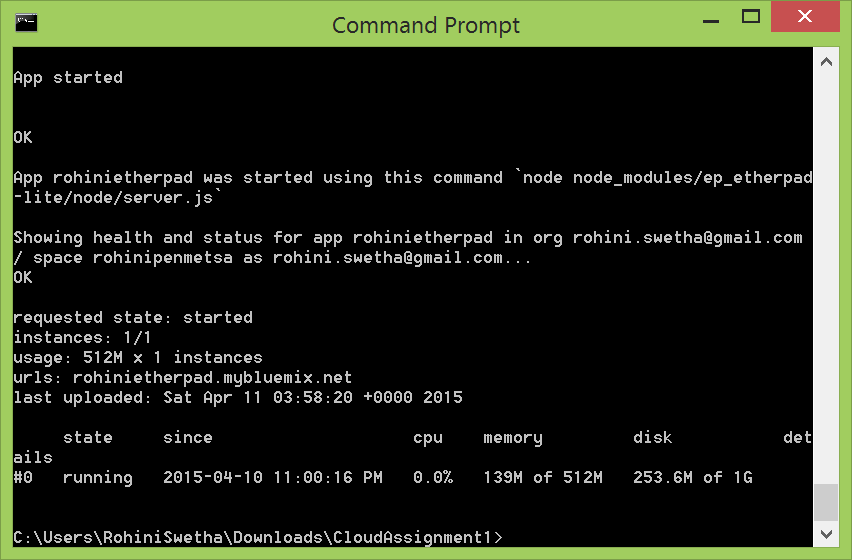 Command Prompt
App started
OK
App rohinietherpad was started using this command `node node_modules/ep_etherpad
-lite/node/server.js`
Showing health and status for app rohinietherpad in org rohini.swetha@gmail.com
/ space rohinipenmetsa as rohini.swetha@gmail.com...
OK
requested state: started
instances: 1/1
usage: 512M x 1 instances
urls: rohinietherpad.mybluemix.net
last uploaded: Sat Apr 11 03:58:20 +0000 2015
     state     since                    cpu    memory         disk           det
ails
#0   running   2015-04-10 11:00:16 PM   0.0%   139M of 512M   253.6M of 1G
C:\Users\RohiniSwetha\Downloads\CloudAssignment1>